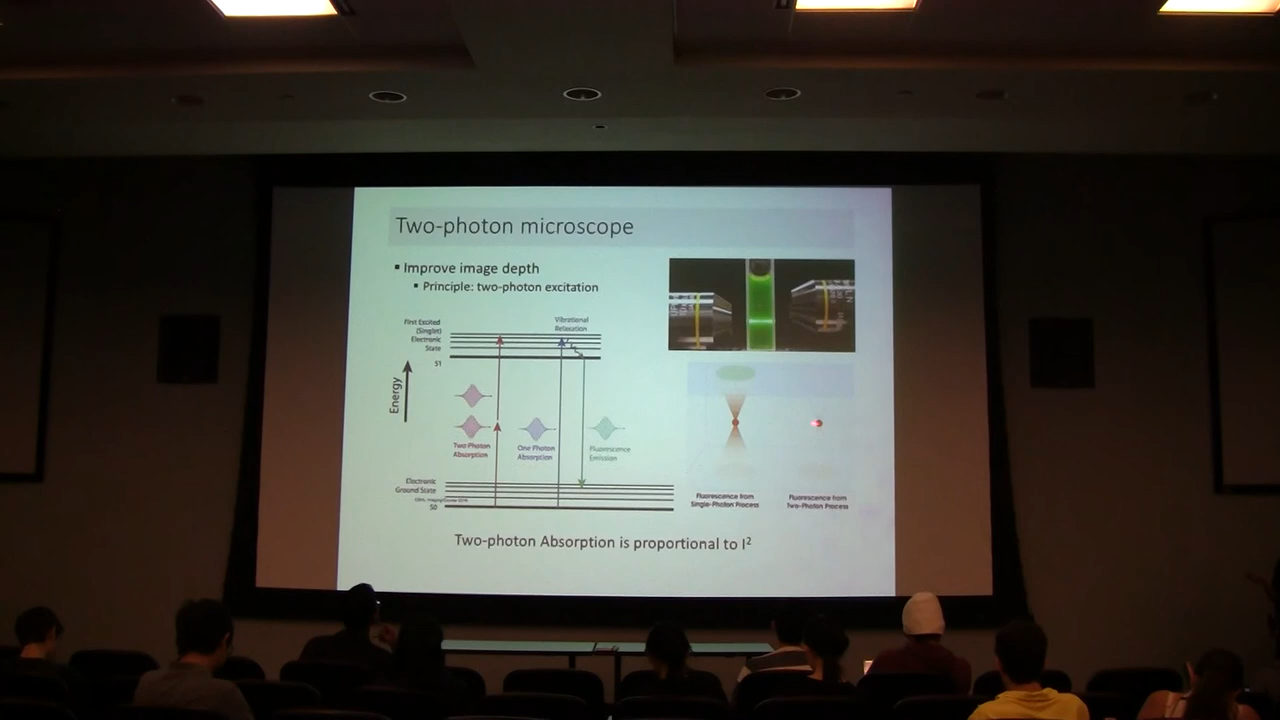 Two-photon microscope
▪ Improve image depth
▪ Principle: two-photon excitation
First Excited
(Singlet)
Electronic
State
S1
Vibrational
Relaxation
Energy
Two Photon
Absorption
One Photon
Absorption
Fluorescence
Emission
Electronic
Ground State
S0
Fluorescence from
Single-Photon Process
Fluorescence from
Two-Photon Process
Two-photon Absorption is proportional to I²